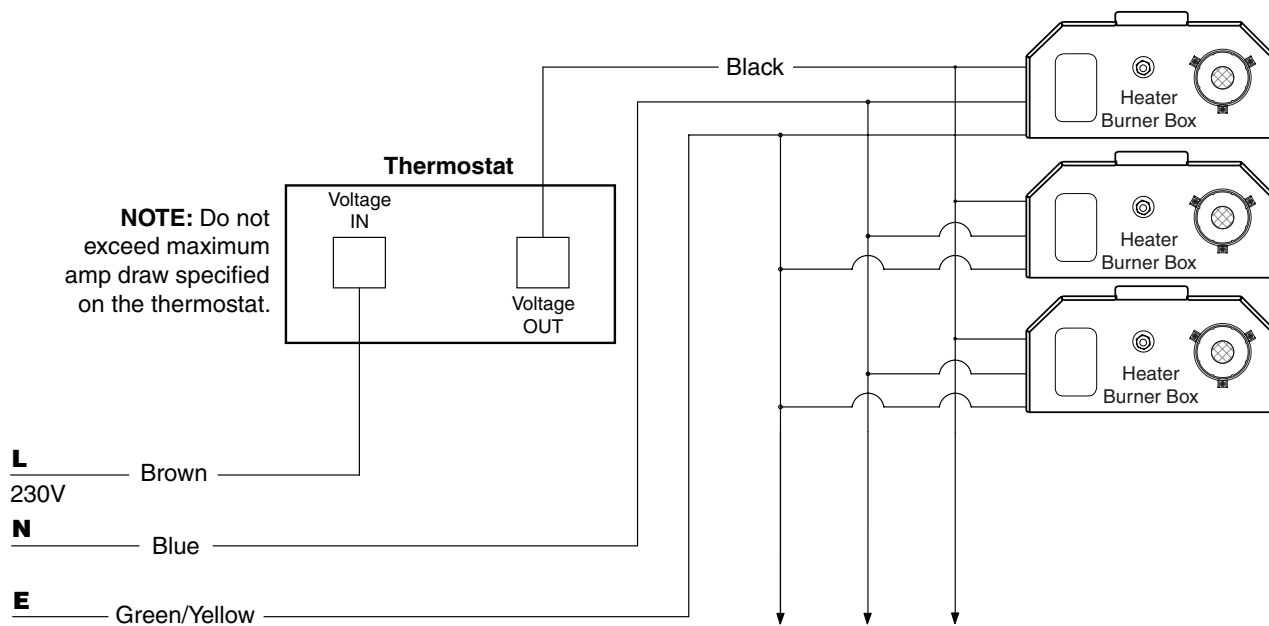 Black
Heater
Burner Box
Thermostat
NOTE: Do not
exceed maximum
amp draw specified
on the thermostat.
Voltage
IN
Voltage
OUT
Heater
Burner Box
Heater
Burner Box
L
230V
Brown
N
Blue
E
Green/Yellow